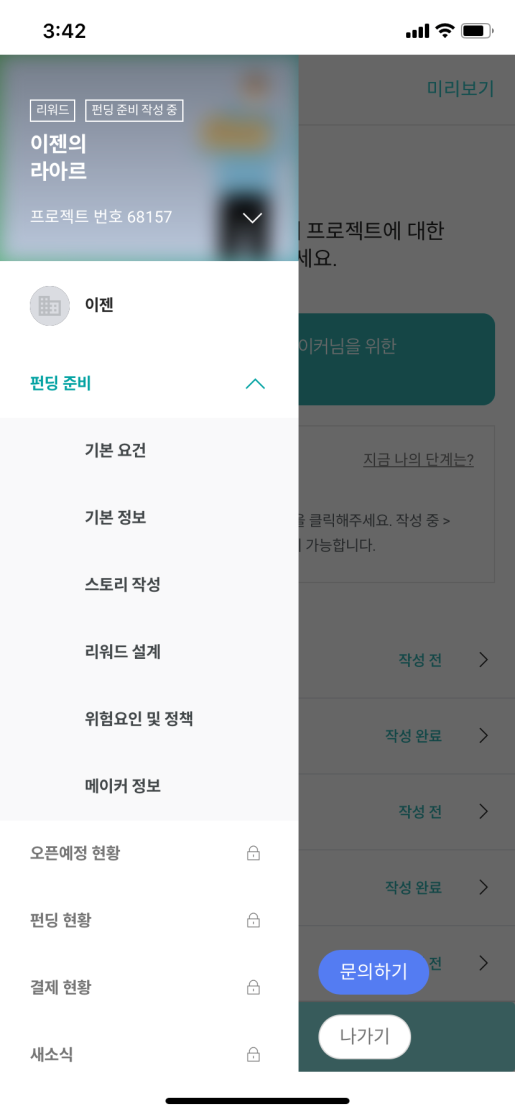 3:42
리워드 펀딩 준비 작성 중
이젠의
라아르
프로젝트 번호 68157
이젠
펀딩 준비
기본 요건
기본 정보
스토리 작성
리워드 설계
위험요인 및 정책
메이커 정보
오픈예정 현황
펀딩 현황
결제 현황
새소식
미리보기
프로젝트에 대한
세요.
이커님을 위한
지금 나의 단계는?
을 클릭해주세요. 작성 중 >
가능합니다.
작성 전
작성 완료
작성 전
작성 완료
전
문의하기
나가기